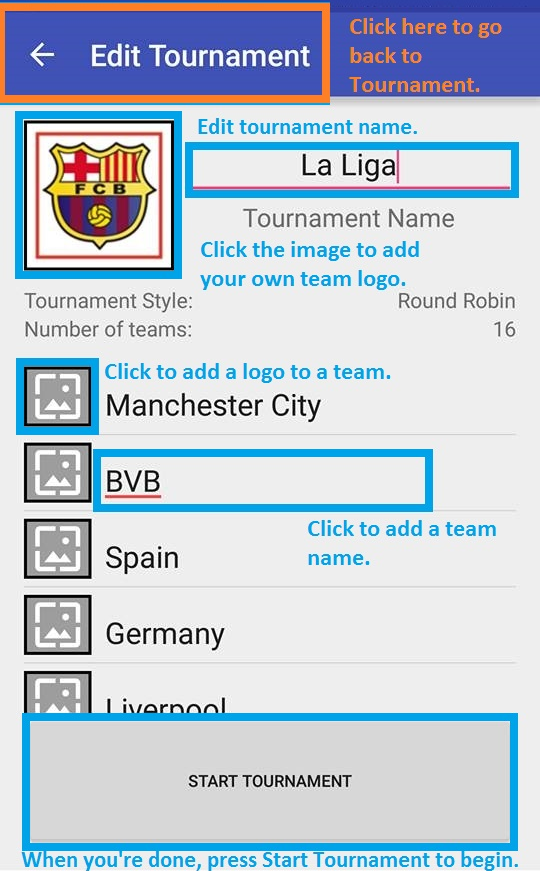 Edit Tournament
Click here to go
back to
Tournament.
Edit tournament name.
La Liga
FCB
Tournament Name
Click the image to add
your own team logo.
Tournament Style: Round Robin
Number of teams: 16
Click to add a logo to a team.
Manchester City
BVB
Click to add a team
name.
Spain
Germany
Liverpool
START TOURNAMENT
When you're done, press Start Tournament to begin.